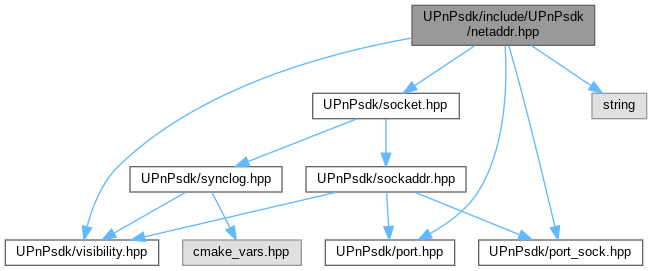 UPnPsdk/include/UPnPsdk
/netaddr.hpp
UPnPsdk/socket.hpp
string
UPnPsdk/synclog.hpp
UPnPsdk/sockaddr.hpp
UPnPsdk/visibility.hpp
cmake_vars.hpp
UPnPsdk/port.hpp
UPnPsdk/port_sock.hpp